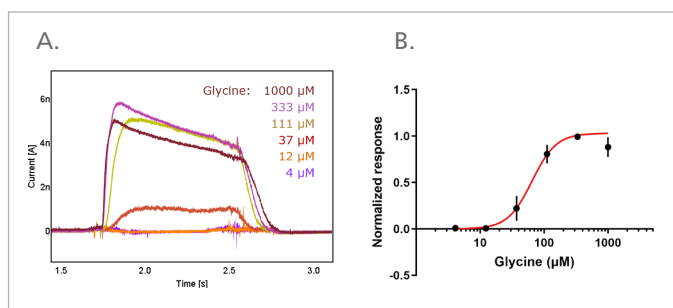 A.
B.
Glycine: 1000 µM
333 µM
111 µM
37 µM
12 µM
4 µM
6n
4n
2n
0
Current [A]
1.5 2.0 2.5 3.0
Time [s]
1.5
1.0
0.5
0.0
-0.5
Normalized response
10 100 1000
Glycine (µM)